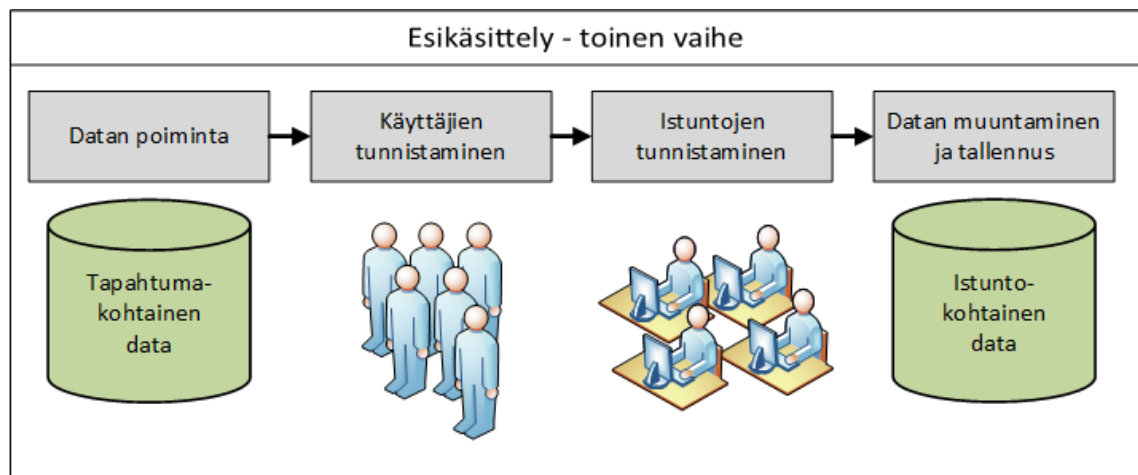 Esikäsittely - toinen vaihe
Datan poiminta
Käyttäjien
tunnistaminen
Istuntojen
tunnistaminen
Datan muuntaminen
ja tallennus
Tapahtuma-
kohtainen
data
Istunto-
kohtainen
data